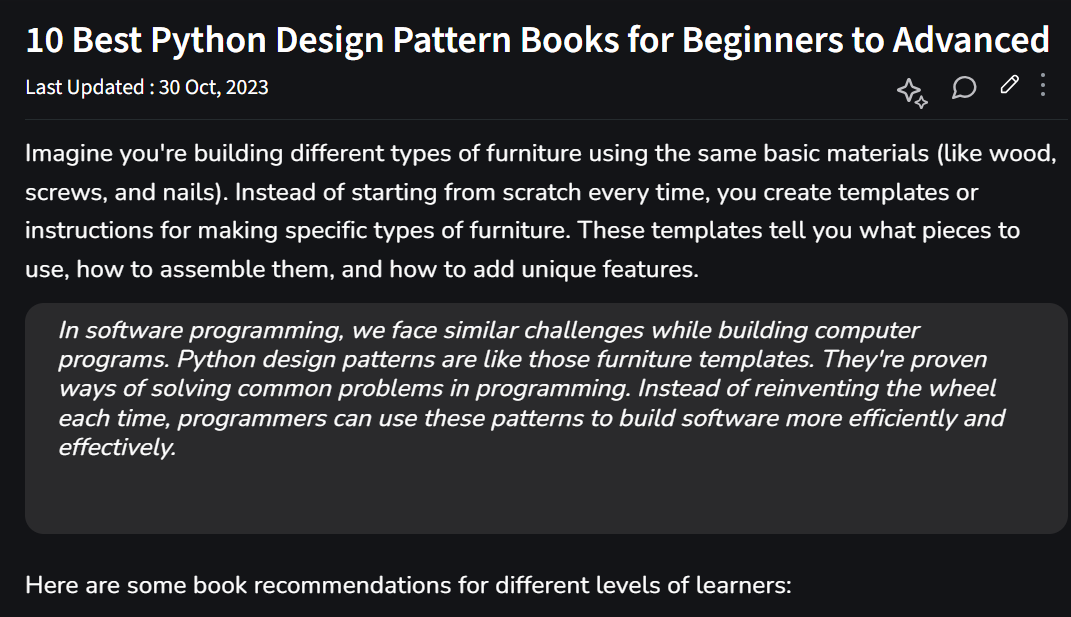 10 Best Python Design Pattern Books for Beginners to Advanced
Last Updated : 30 Oct, 2023
Imagine you're building different types of furniture using the same basic materials (like wood,
screws, and nails). Instead of starting from scratch every time, you create templates or
instructions for making specific types of furniture. These templates tell you what pieces to
use, how to assemble them, and how to add unique features.
In software programming, we face similar challenges while building computer
programs. Python design patterns are like those furniture templates. They're proven
ways of solving common problems in programming. Instead of reinventing the wheel
each time, programmers can use these patterns to build software more efficiently and
effectively.
Here are some book recommendations for different levels of learners: